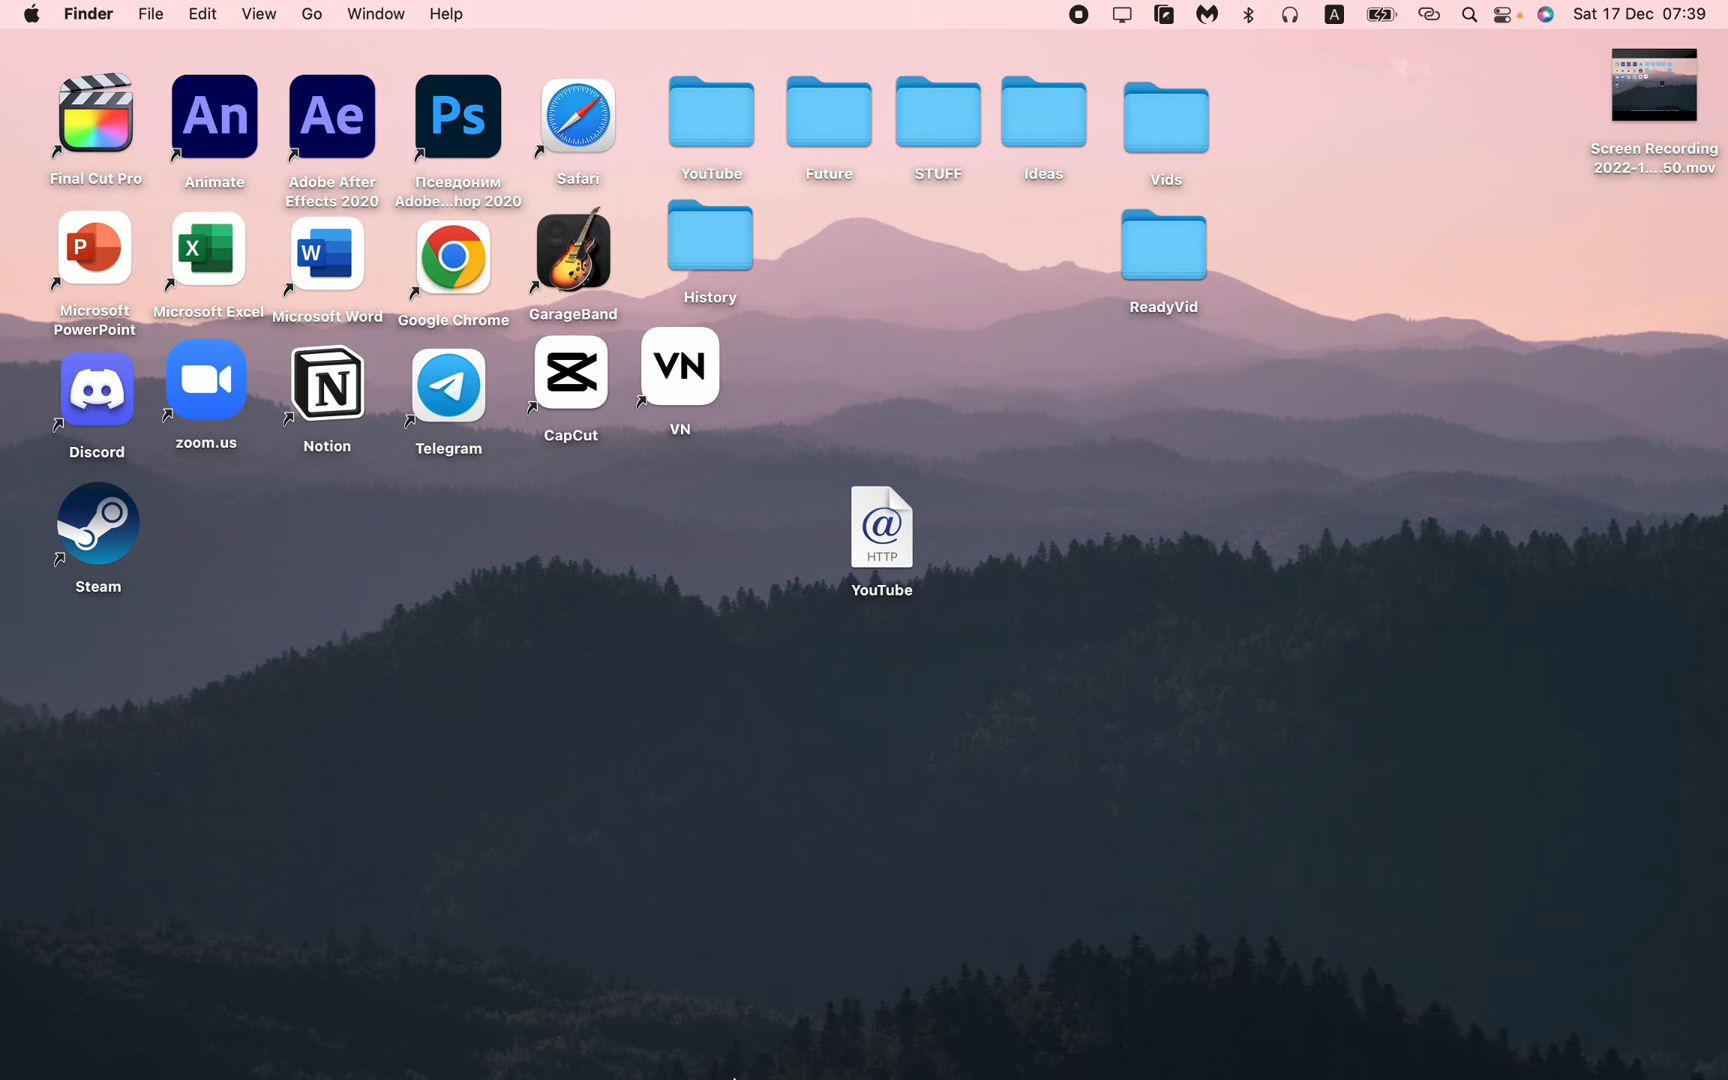 Finder File Edit View Go Window Help
A
Sat 17 Dec 07:39
An
Ae
Ps
Final Cut Pro
Animate
Adobe After
Effects 2020
Псевдоним
Adobe...hop 2020
Safari
YouTube
Future
STUFF
Ideas
Vids
Screen Recording
2022-1....50.mov
P
X
W
Microsoft
PowerPoint
Microsoft Excel
Microsoft Word
Google Chrome
GarageBand
History
ReadyVid
N
VN
Discord
zoom.us
Notion
Telegram
CapCut
VN
Steam
@
HTTP
YouTube